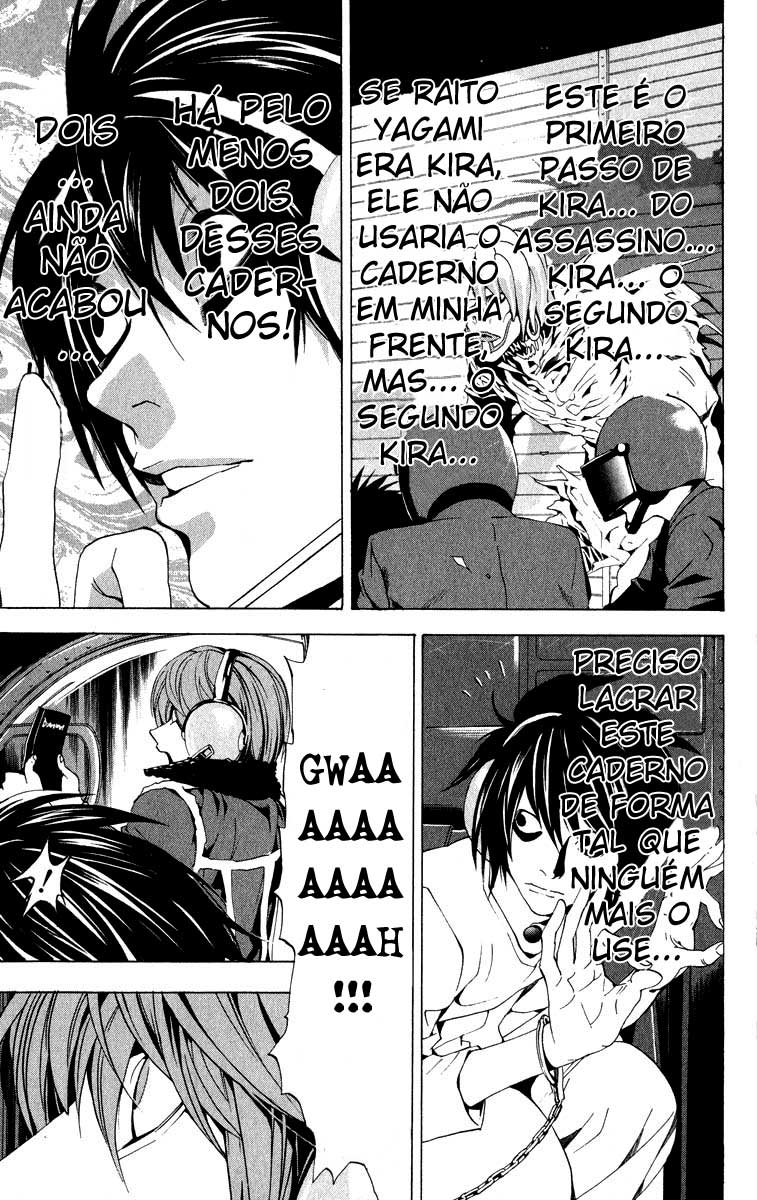 ESTE É O
PRIMEIRO
PASSO DE
KIRA... DO
ASSASSINO....
KIRA... O
SEGUNDO
KIRA...
SE RAITO
YAGAMI
ERA KIRA,
ELE NÃO
USARIA O
CADERNO
EM MINHA
FRENTE,
MAS... O
SEGUNDO
KIRA...
HÁ PELO
MENOS
DOIS
DESSES
CADER-
NOS!
DOIS
...
AINDA
NÃO
ACABOU
...
PRECISO
LACRAR
ESTE
CADERNO
DE FORMA
TAL QUE
NINGUÉM
MAIS O
USE...
GWAA
AAAA
AAAA
AAAH
!!!
!